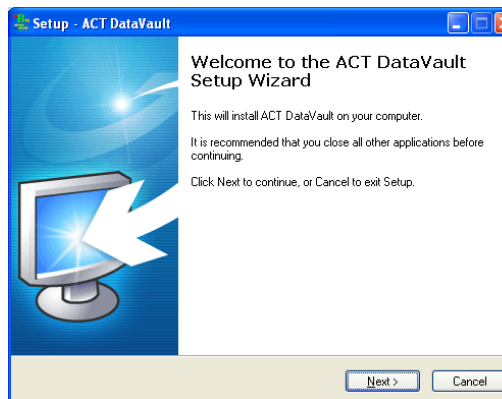 Setup - ACT DataVault
Welcome to the ACT DataVault
Setup Wizard
This will install ACT DataVault on your computer.
It is recommended that you close all other applications before
continuing.
Click Next to continue, or Cancel to exit Setup.
Next >
Cancel